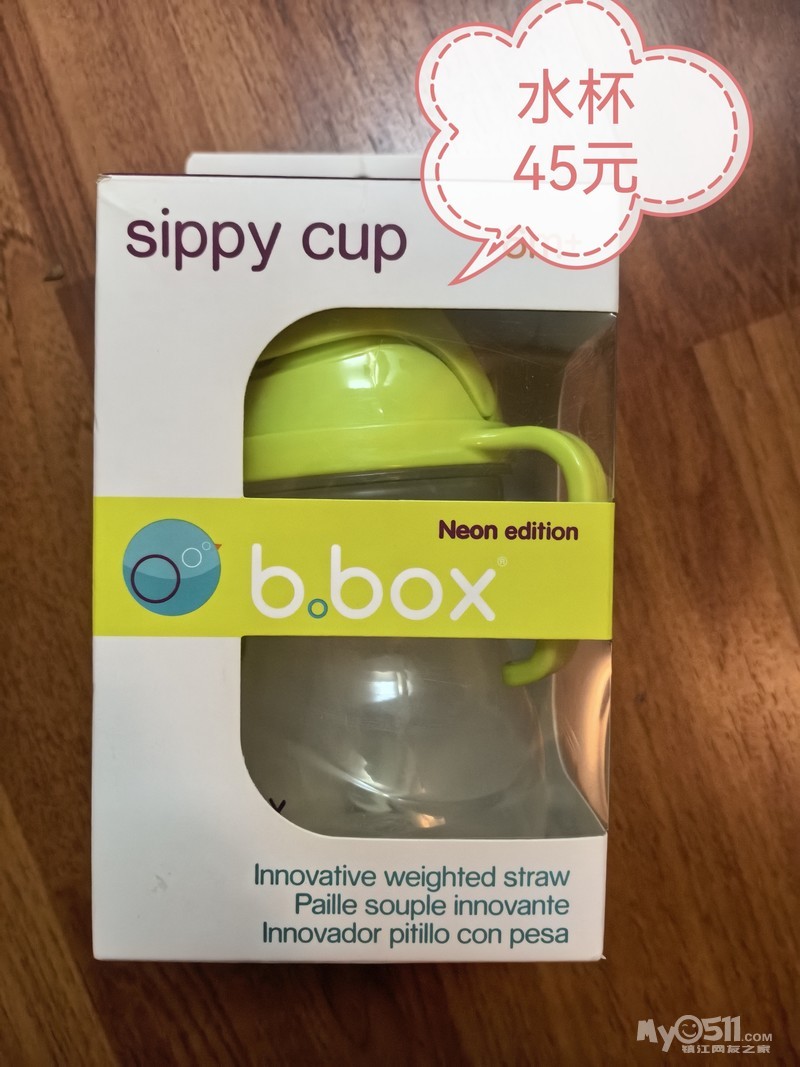 水杯
45元
sippy cup
Neon edition
b.box®
Innovative weighted straw
Paille souple innovante
Innovador pitillo con pesa
MyO511.COM
镇江网友之家